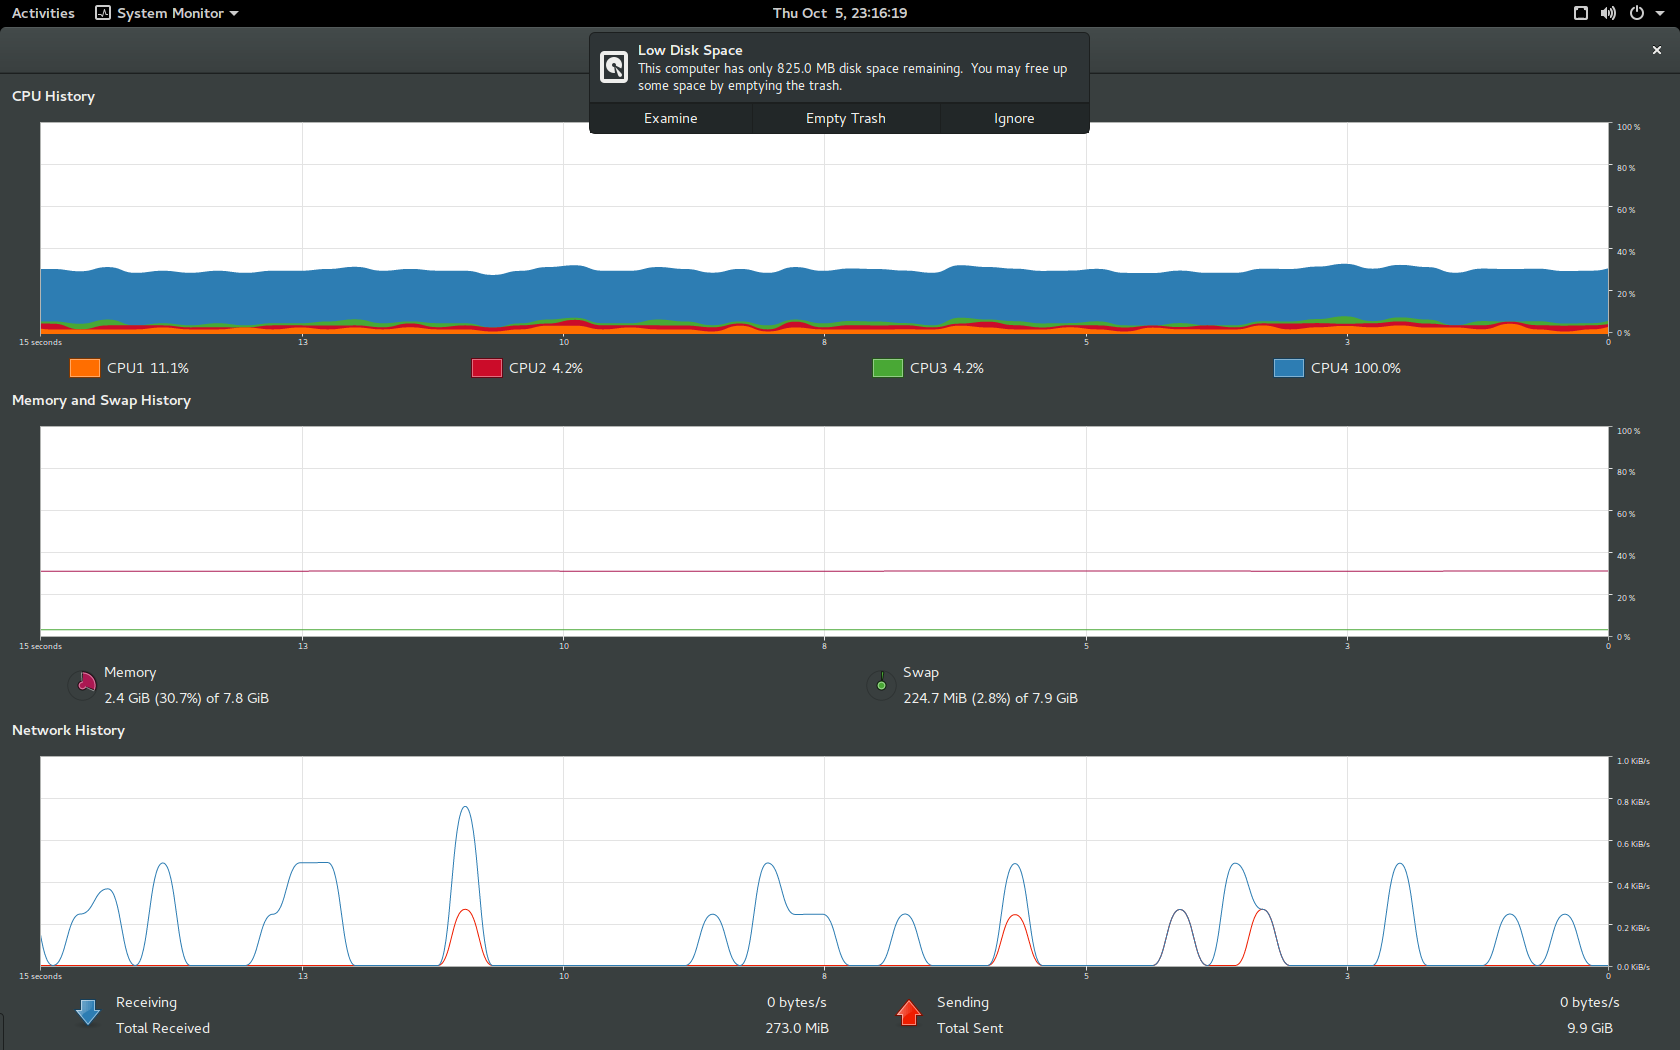 Activities System Monitor Thu Oct 5, 23:16:19
Low Disk Space
This computer has only 825.0 MB disk space remaining. You may free up
some space by emptying the trash.
Examine Empty Trash Ignore
CPU History
100 %
80 %
60 %
40 %
20 %
0 %
15 seconds 13 10 8 5 3 0
CPU1 11.1% CPU2 4.2% CPU3 4.2% CPU4 100.0%
Memory and Swap History
100 %
80 %
60 %
40 %
20 %
0 %
15 seconds 13 10 8 5 3 0
Memory Swap
2.4 GiB (30.7%) of 7.8 GiB 224.7 MiB (2.8%) of 7.9 GiB
Network History
1.0 KiB/s
0.8 KiB/s
0.6 KiB/s
0.4 KiB/s
0.2 KiB/s
0.0 KiB/s
15 seconds 13 10 8 5 3 0
Receiving 0 bytes/s Sending 0 bytes/s
Total Received 273.0 MiB Total Sent 9.9 GiB